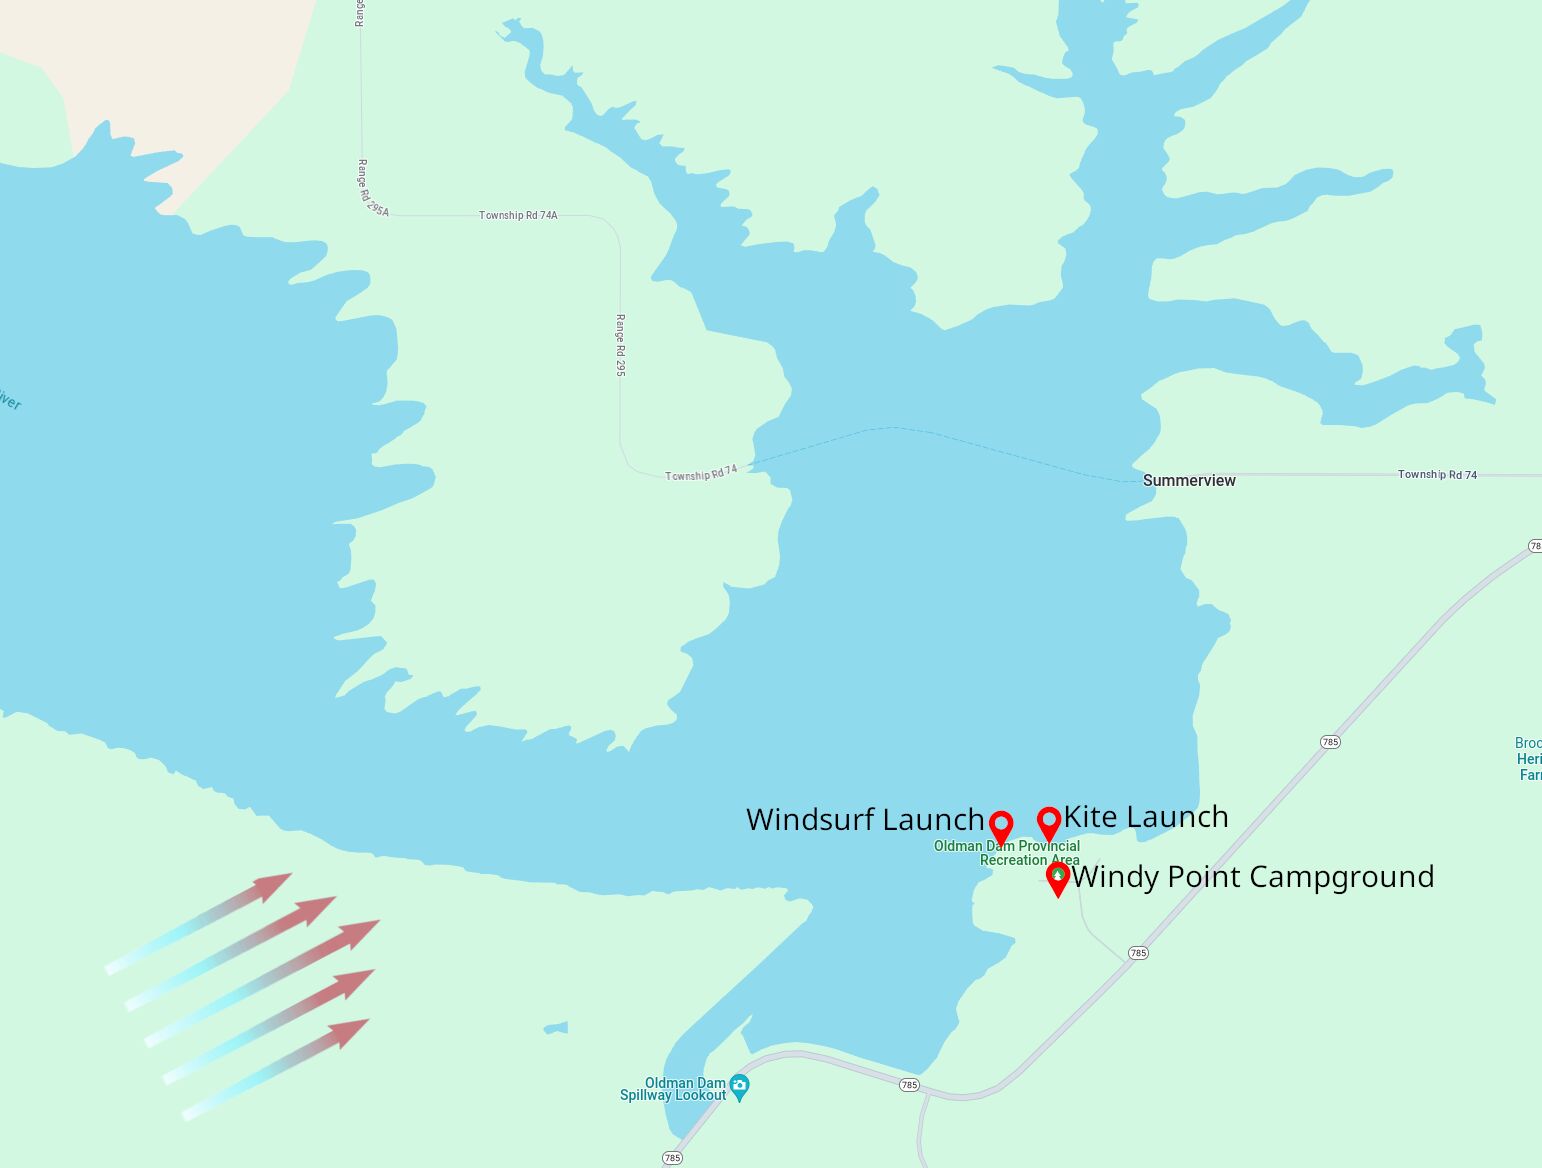 Range
Range Rd 295A
Township Rd 74A
Range Rd 295
Township Rd 74
Summerview
Township Rd 74
785
Windsurf Launch
Kite Launch
Oldman Dam Provincial
Recreation Area
Windy Point Campground
785
785
Oldman Dam
Spillway Lookout
785